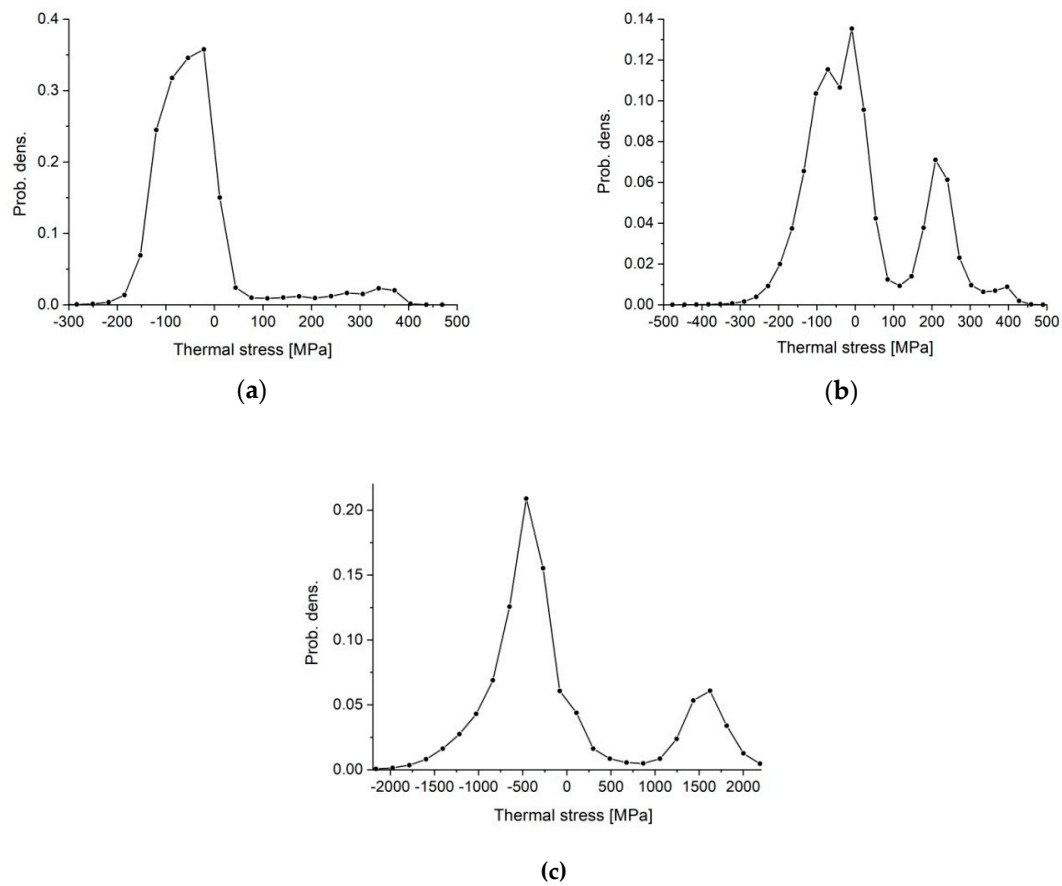 0.4
0.3
0.2
0.1
0.0
Prob. dens.
-300 -200 -100 0 100 200 300 400 500
Thermal stress [MPa]
(a)
0.14
0.12
0.10
0.08
0.06
0.04
0.02
0.00
Prob. dens.
-500 -400 -300 -200 -100 0 100 200 300 400 500
Thermal stress [MPa]
(b)
0.20
0.15
0.10
0.05
0.00
Prob. dens.
-2000 -1500 -1000 -500 0 500 1000 1500 2000
Thermal stress [MPa]
(c)